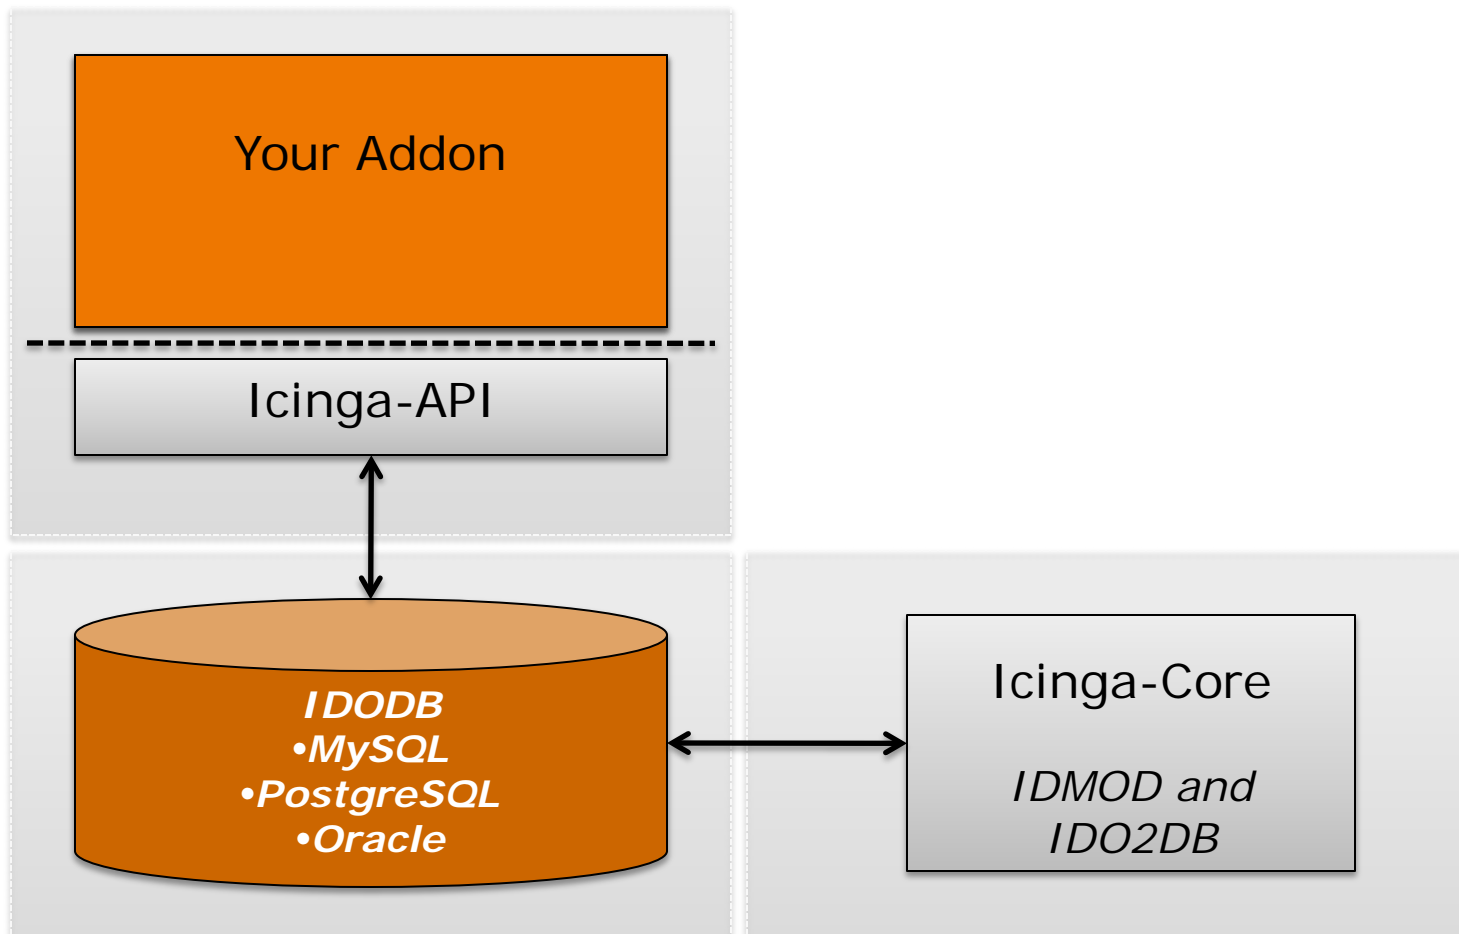 Your Addon
Icinga-API
IDODB
•MySQL
•PostgreSQL
•Oracle
Icinga-Core
IDMOD and
IDO2DB